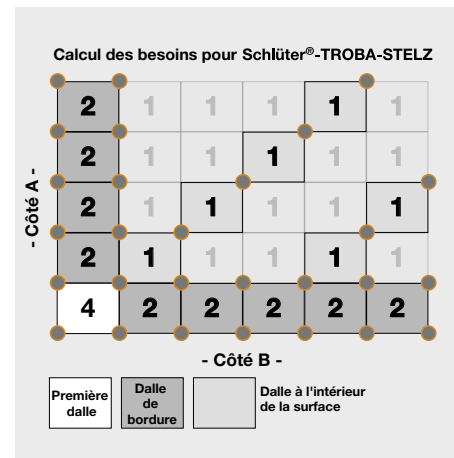 Calcul des besoins pour Schlüter®-TROBA-STELZ
2 1 1 1 1 1
2 1 1 1 1 1
2 1 1 1 1 1
2 1 1 1 1 1
4 2 2 2 2 2
- Côté A -
- Côté B -
Première
dalle
Dalle
de
bordure
Dalle à l'intérieur
de la surface